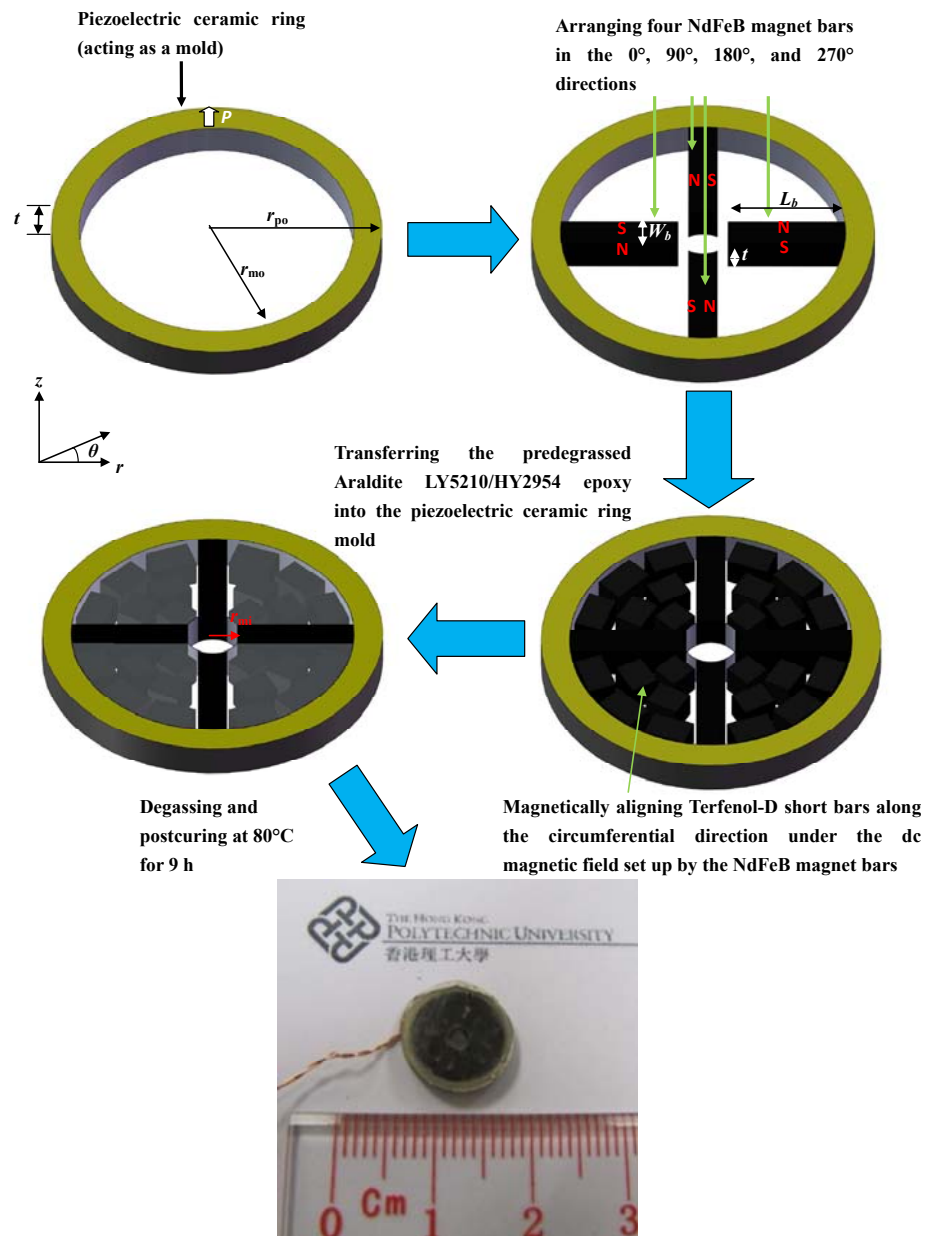 Piezoelectric ceramic ring
(acting as a mold)
P
t
r_po
r_mo
Arranging four NdFeB magnet bars
in the 0°, 90°, 180°, and 270°
directions
N S
L_b
S
N
W_b
N
S
t
S N
z
θ
r
Transferring the predegrassed
Araldite LY5210/HY2954 epoxy
into the piezoelectric ceramic ring
mold
Degassing and
postcuring at 80°C
for 9 h
Magnetically aligning Terfenol-D short bars along
the circumferential direction under the dc
magnetic field set up by the NdFeB magnet bars
THE HONG KONG
POLYTECHNIC UNIVERSITY
香港理工大學
0 Cm 1 2 3